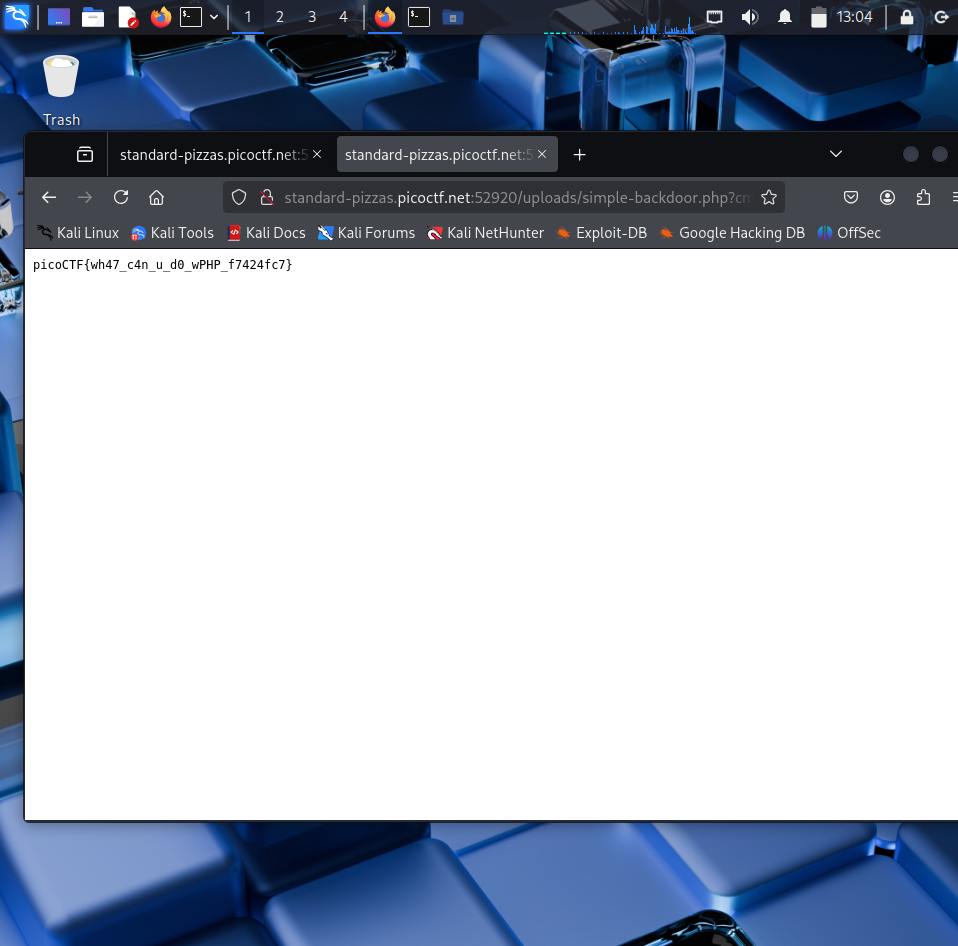 1 2 3 4 13:04
Trash
standard-pizzas.picoctf.net:5 standard-pizzas.picoctf.net:5
standard-pizzas.picoctf.net:52920/uploads/simple-backdoor.php?cm
Kali Linux Kali Tools Kali Docs Kali Forums Kali NetHunter Exploit-DB Google Hacking DB OffSec
picoCTF{wh47_c4n_u_d0_wPHP_f7424fc7}